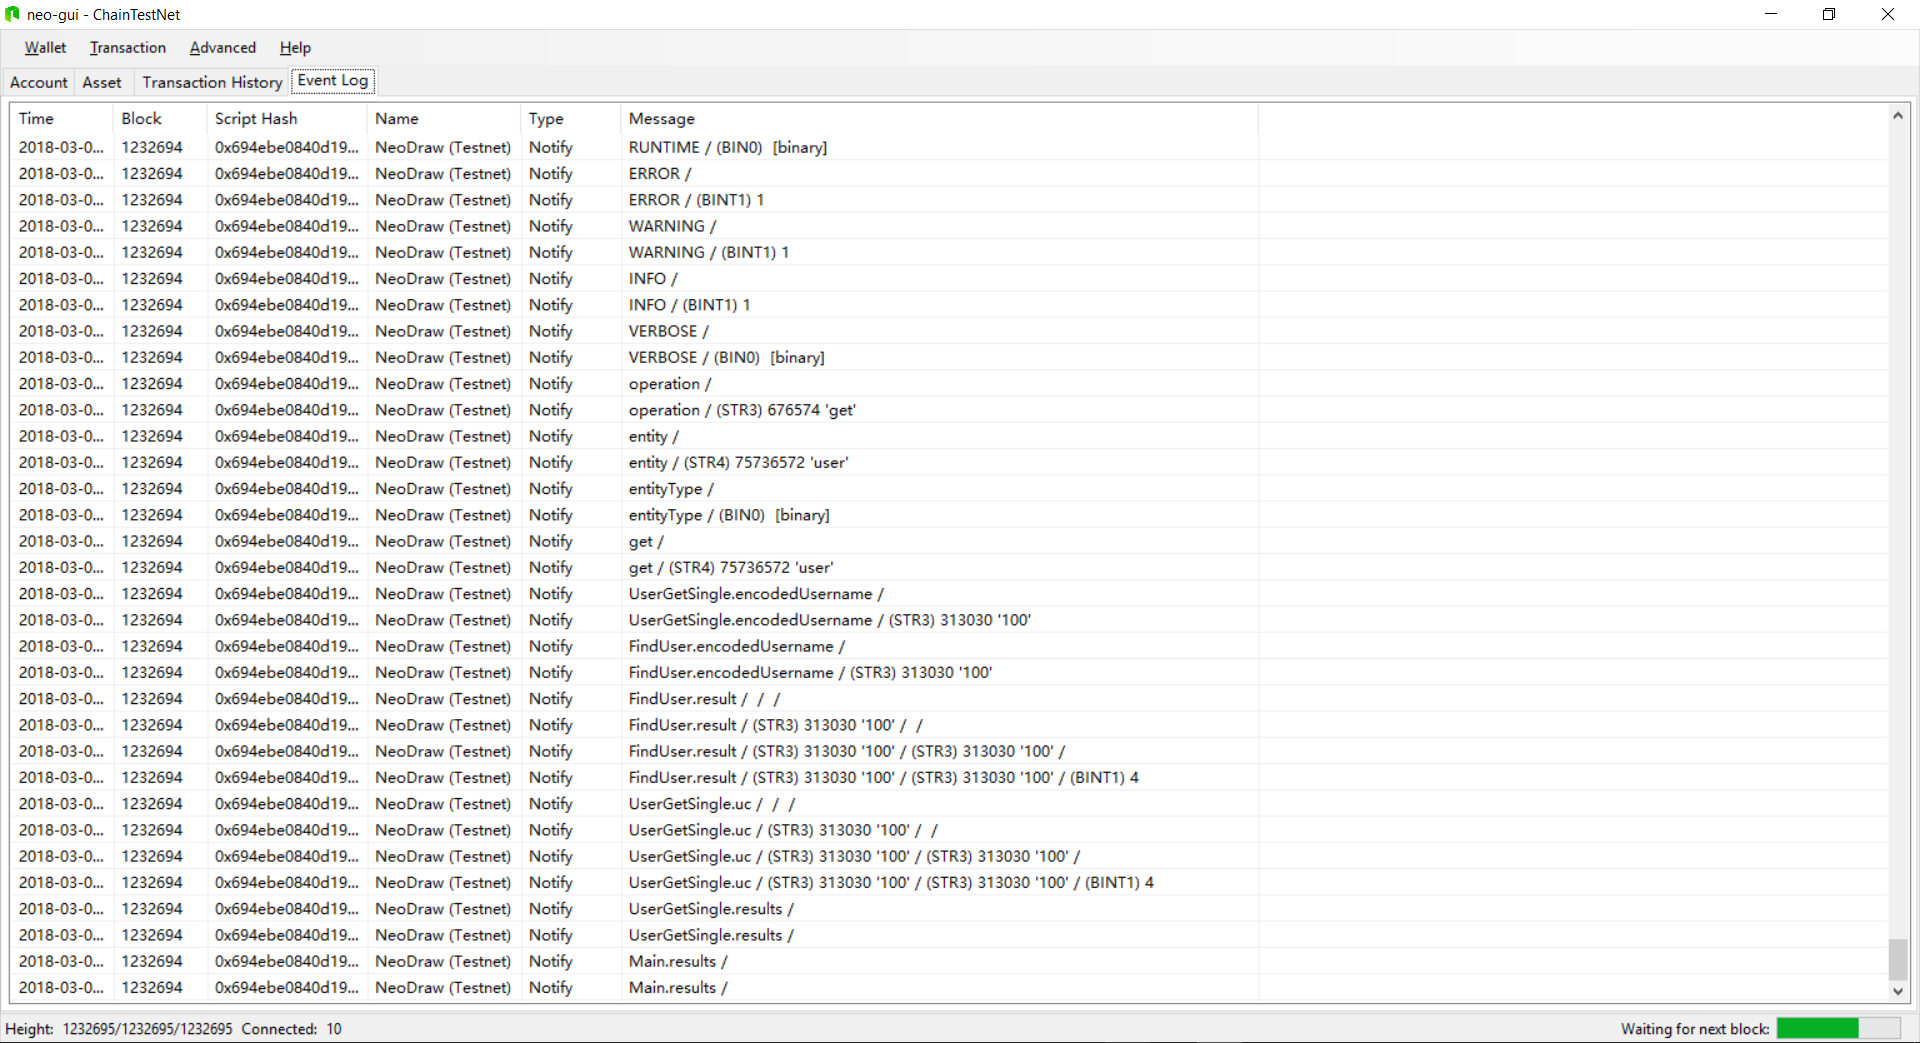 neo-gui - ChainTestNet
Wallet Transaction Advanced Help
Account Asset Transaction History Event Log
Time Block Script Hash Name Type Message
2018-03-0... 1232694 0x694ebe0840d19... NeoDraw (Testnet) Notify RUNTIME / (BIN0)  [binary]
2018-03-0... 1232694 0x694ebe0840d19... NeoDraw (Testnet) Notify ERROR /
2018-03-0... 1232694 0x694ebe0840d19... NeoDraw (Testnet) Notify ERROR / (BINT1) 1
2018-03-0... 1232694 0x694ebe0840d19... NeoDraw (Testnet) Notify WARNING /
2018-03-0... 1232694 0x694ebe0840d19... NeoDraw (Testnet) Notify WARNING / (BINT1) 1
2018-03-0... 1232694 0x694ebe0840d19... NeoDraw (Testnet) Notify INFO /
2018-03-0... 1232694 0x694ebe0840d19... NeoDraw (Testnet) Notify INFO / (BINT1) 1
2018-03-0... 1232694 0x694ebe0840d19... NeoDraw (Testnet) Notify VERBOSE /
2018-03-0... 1232694 0x694ebe0840d19... NeoDraw (Testnet) Notify VERBOSE / (BIN0)  [binary]
2018-03-0... 1232694 0x694ebe0840d19... NeoDraw (Testnet) Notify operation /
2018-03-0... 1232694 0x694ebe0840d19... NeoDraw (Testnet) Notify operation / (STR3) 676574 'get'
2018-03-0... 1232694 0x694ebe0840d19... NeoDraw (Testnet) Notify entity /
2018-03-0... 1232694 0x694ebe0840d19... NeoDraw (Testnet) Notify entity / (STR4) 75736572 'user'
2018-03-0... 1232694 0x694ebe0840d19... NeoDraw (Testnet) Notify entityType /
2018-03-0... 1232694 0x694ebe0840d19... NeoDraw (Testnet) Notify entityType / (BIN0)  [binary]
2018-03-0... 1232694 0x694ebe0840d19... NeoDraw (Testnet) Notify get /
2018-03-0... 1232694 0x694ebe0840d19... NeoDraw (Testnet) Notify get / (STR4) 75736572 'user'
2018-03-0... 1232694 0x694ebe0840d19... NeoDraw (Testnet) Notify UserGetSingle.encodedUsername /
2018-03-0... 1232694 0x694ebe0840d19... NeoDraw (Testnet) Notify UserGetSingle.encodedUsername / (STR3) 313030 '100'
2018-03-0... 1232694 0x694ebe0840d19... NeoDraw (Testnet) Notify FindUser.encodedUsername /
2018-03-0... 1232694 0x694ebe0840d19... NeoDraw (Testnet) Notify FindUser.encodedUsername / (STR3) 313030 '100'
2018-03-0... 1232694 0x694ebe0840d19... NeoDraw (Testnet) Notify FindUser.result /  /  /
2018-03-0... 1232694 0x694ebe0840d19... NeoDraw (Testnet) Notify FindUser.result / (STR3) 313030 '100' /  /
2018-03-0... 1232694 0x694ebe0840d19... NeoDraw (Testnet) Notify FindUser.result / (STR3) 313030 '100' / (STR3) 313030 '100' /
2018-03-0... 1232694 0x694ebe0840d19... NeoDraw (Testnet) Notify FindUser.result / (STR3) 313030 '100' / (STR3) 313030 '100' / (BINT1) 4
2018-03-0... 1232694 0x694ebe0840d19... NeoDraw (Testnet) Notify UserGetSingle.uc /  /  /
2018-03-0... 1232694 0x694ebe0840d19... NeoDraw (Testnet) Notify UserGetSingle.uc / (STR3) 313030 '100' /  /
2018-03-0... 1232694 0x694ebe0840d19... NeoDraw (Testnet) Notify UserGetSingle.uc / (STR3) 313030 '100' / (STR3) 313030 '100' /
2018-03-0... 1232694 0x694ebe0840d19... NeoDraw (Testnet) Notify UserGetSingle.uc / (STR3) 313030 '100' / (STR3) 313030 '100' / (BINT1) 4
2018-03-0... 1232694 0x694ebe0840d19... NeoDraw (Testnet) Notify UserGetSingle.results /
2018-03-0... 1232694 0x694ebe0840d19... NeoDraw (Testnet) Notify UserGetSingle.results /
2018-03-0... 1232694 0x694ebe0840d19... NeoDraw (Testnet) Notify Main.results /
2018-03-0... 1232694 0x694ebe0840d19... NeoDraw (Testnet) Notify Main.results /
Height: 1232695/1232695/1232695 Connected: 10 Waiting for next block: